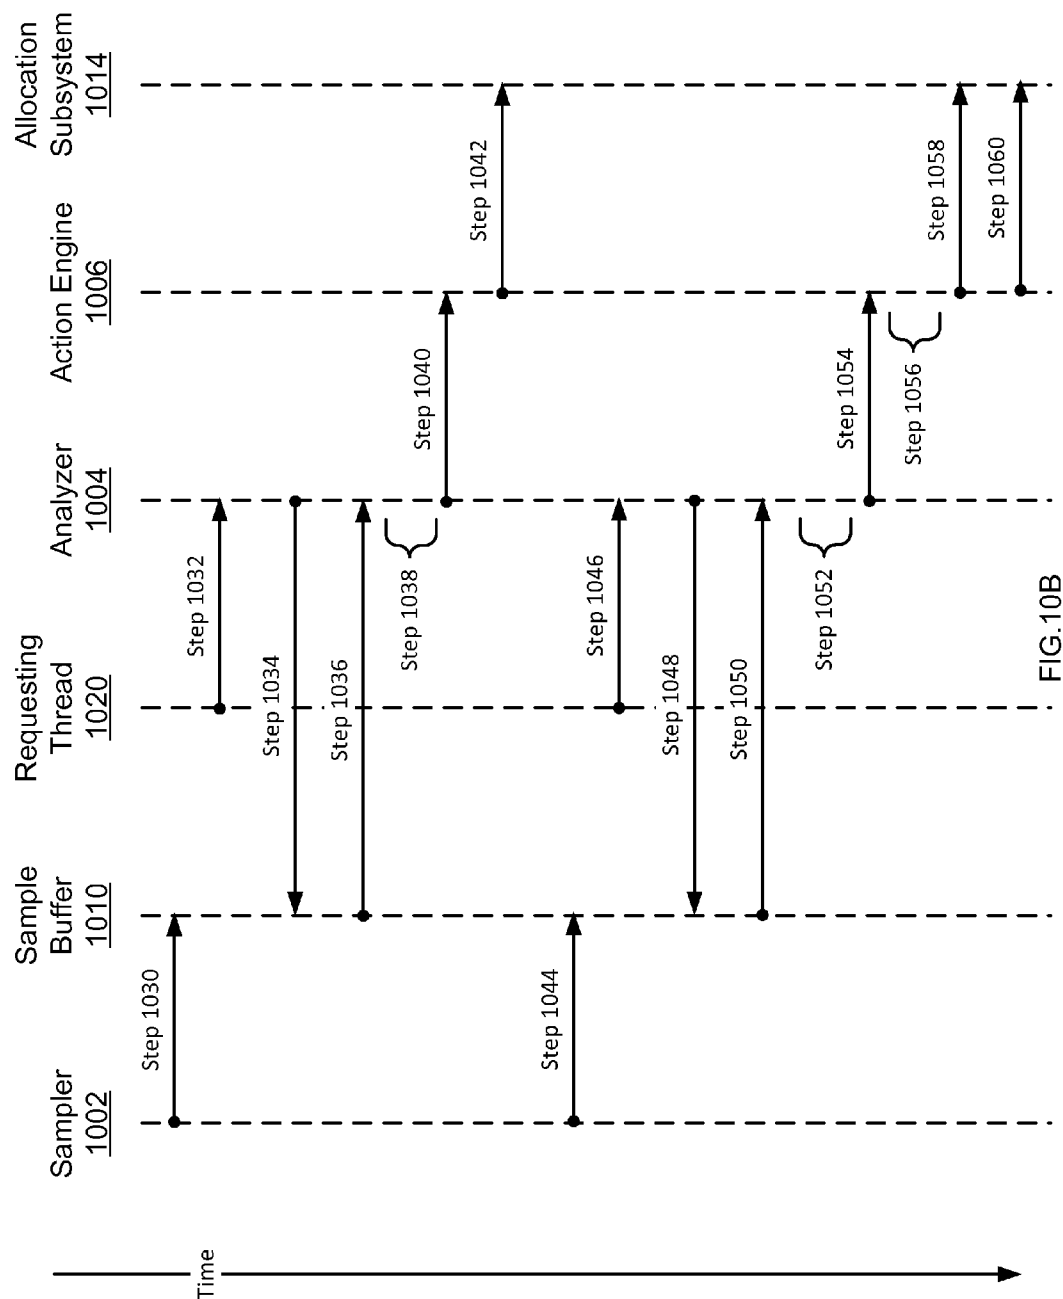 Sampler
1002
Sample
Buffer
1010
Requesting
Thread
1020
Analyzer
1004
Action Engine
1006
Allocation
Subsystem
1014
Time
Step 1030
Step 1032
Step 1034
Step 1036
Step 1038
Step 1040
Step 1042
Step 1044
Step 1046
Step 1048
Step 1050
Step 1052
Step 1054
Step 1056
Step 1058
Step 1060
FIG.10B